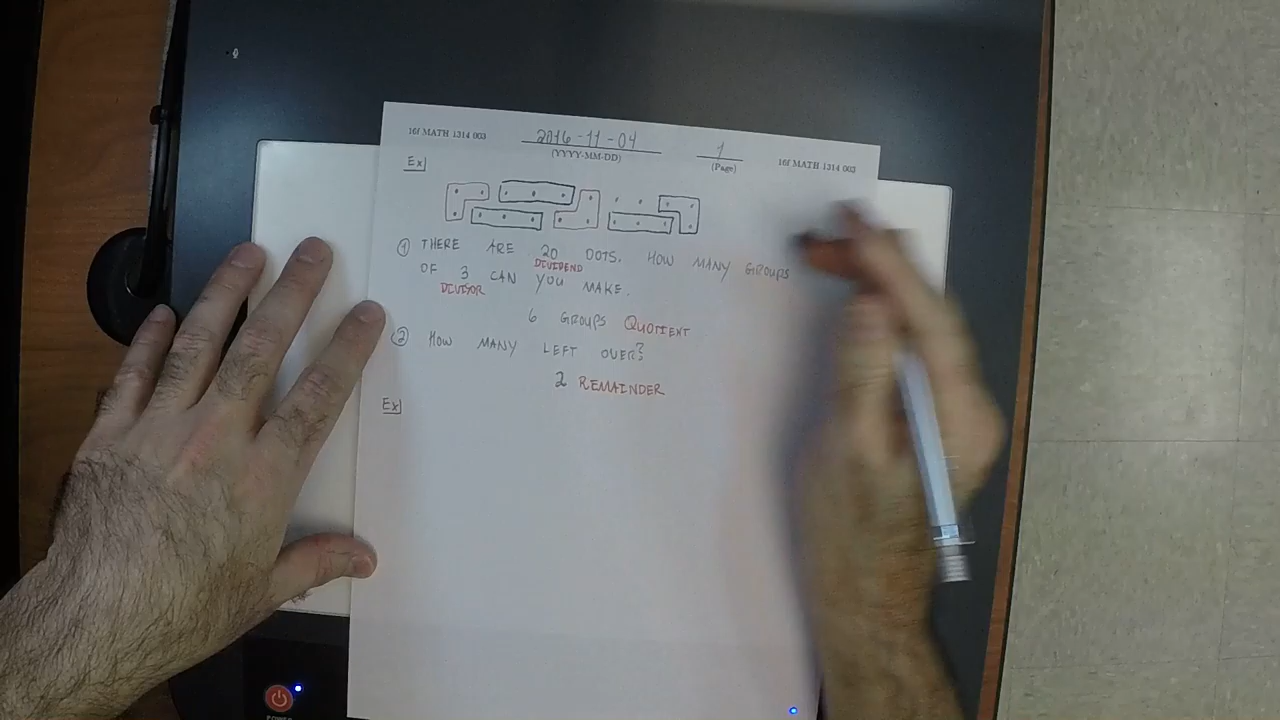 16f MATH 1314 003 2016-11-04 1 16f MATH 1314 003
(YYYY-MM-DD) (Page)
Ex)
① THERE ARE 20 DOTS. HOW MANY GROUPS
DIVIDEND
OF 3 CAN YOU MAKE.
DIVISOR
6 GROUPS QUOTIENT
② HOW MANY LEFT OVER?
2 REMAINDER
Ex)